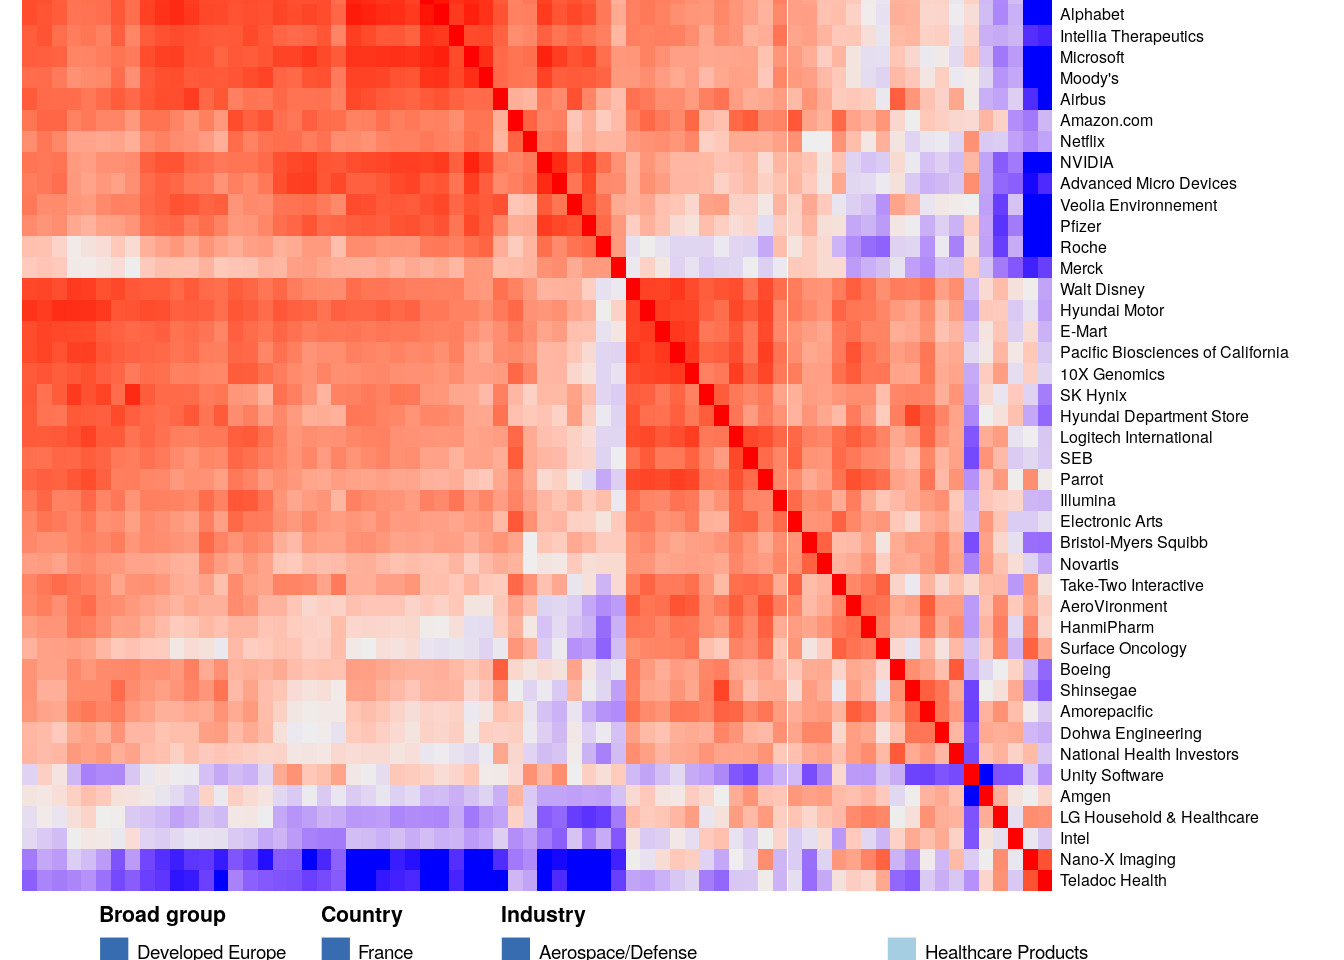 Alphabet
Intellia Therapeutics
Microsoft
Moody's
Airbus
Amazon.com
Netflix
NVIDIA
Advanced Micro Devices
Veolia Environnement
Pfizer
Roche
Merck
Walt Disney
Hyundai Motor
E-Mart
Pacific Biosciences of California
10X Genomics
SK Hynix
Hyundai Department Store
Logitech International
SEB
Parrot
Illumina
Electronic Arts
Bristol-Myers Squibb
Novartis
Take-Two Interactive
AeroVironment
HanmiPharm
Surface Oncology
Boeing
Shinsegae
Amorepacific
Dohwa Engineering
National Health Investors
Unity Software
Amgen
LG Household & Healthcare
Intel
Nano-X Imaging
Teladoc Health
Broad group Country Industry
Developed Europe France Aerospace/Defense Healthcare Products